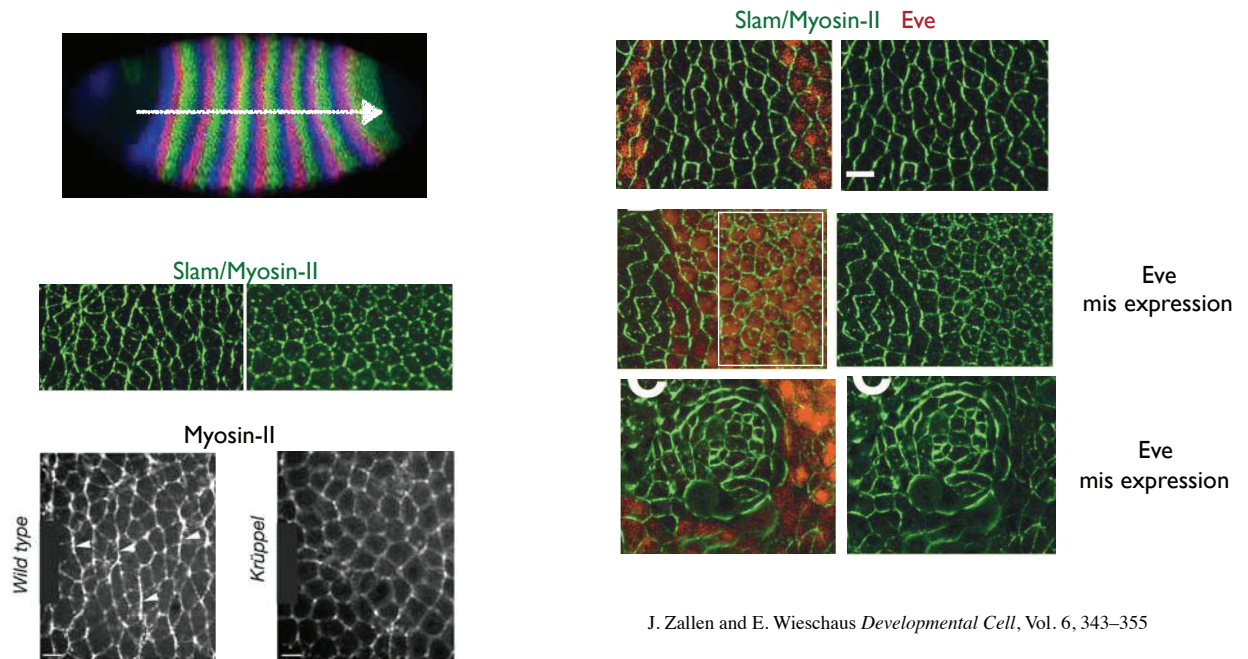 Slam/Myosin-II
Myosin-II
Wild type
Krüppel
Slam/Myosin-II Eve
Eve
mis expression
C C
Eve
mis expression
J. Zallen and E. Wieschaus Developmental Cell, Vol. 6, 343–355